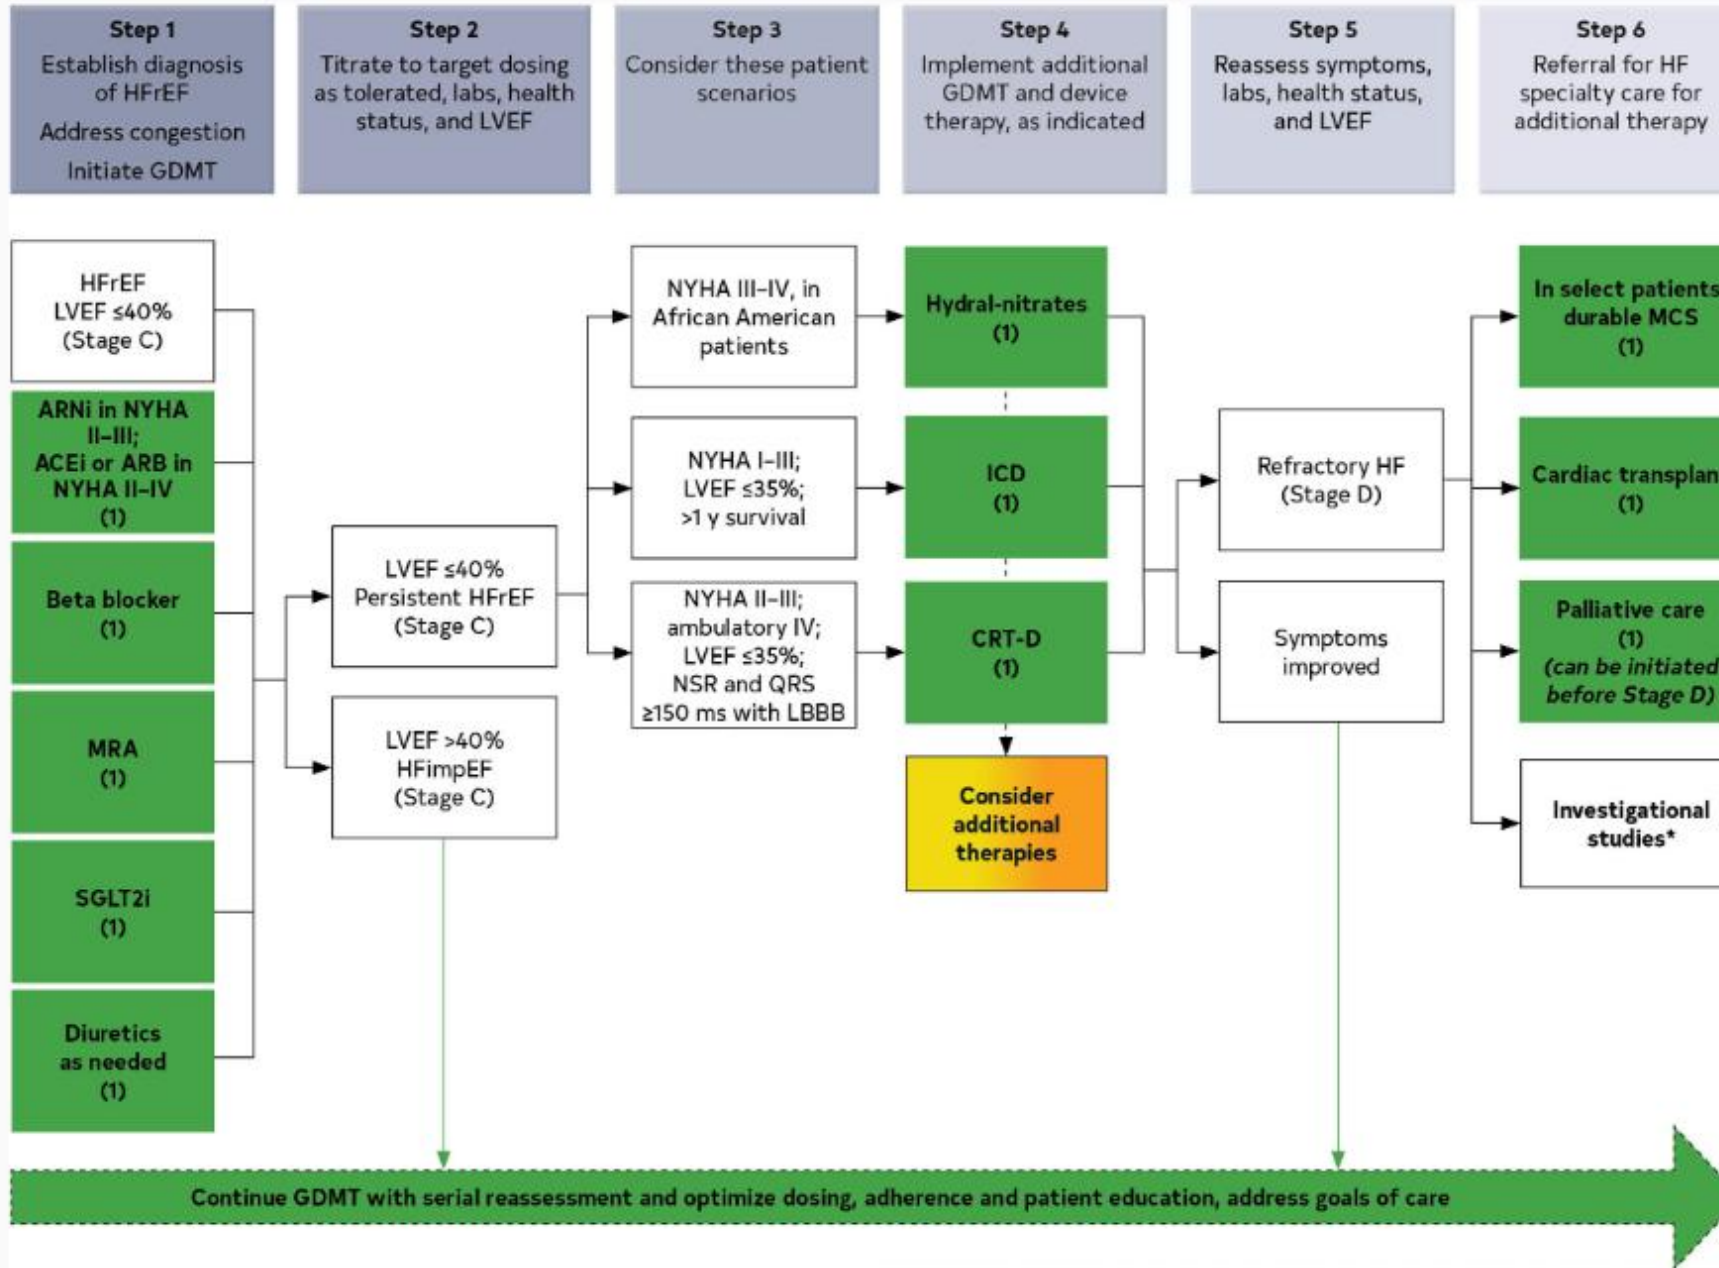 Step 1
Establish diagnosis
of HFrEF
Address congestion
Initiate GDMT
Step 2
Titrate to target dosing
as tolerated, labs, health
status, and LVEF
Step 3
Consider these patient
scenarios
Step 4
Implement additional
GDMT and device
therapy, as indicated
Step 5
Reassess symptoms,
labs, health status,
and LVEF
Step 6
Referral for HF
specialty care for
additional therapy
HFrEF
LVEF ≤40%
(Stage C)
ARNi in NYHA
II–III;
ACEi or ARB in
NYHA II–IV
(1)
Beta blocker
(1)
MRA
(1)
SGLT2i
(1)
Diuretics
as needed
(1)
LVEF ≤40%
Persistent HFrEF
(Stage C)
LVEF >40%
HFimpEF
(Stage C)
NYHA III–IV, in
African American
patients
NYHA I–III;
LVEF ≤35%;
>1 y survival
NYHA II–III;
ambulatory IV;
LVEF ≤35%;
NSR and QRS
≥150 ms with LBBB
Hydral-nitrates
(1)
ICD
(1)
CRT-D
(1)
Consider
additional
therapies
Refractory HF
(Stage D)
Symptoms
improved
In select patients
durable MCS
(1)
Cardiac transplan
(1)
Palliative care
(1)
(can be initiated
before Stage D)
Investigational
studies*
Continue GDMT with serial reassessment and optimize dosing, adherence and patient education, address goals of care